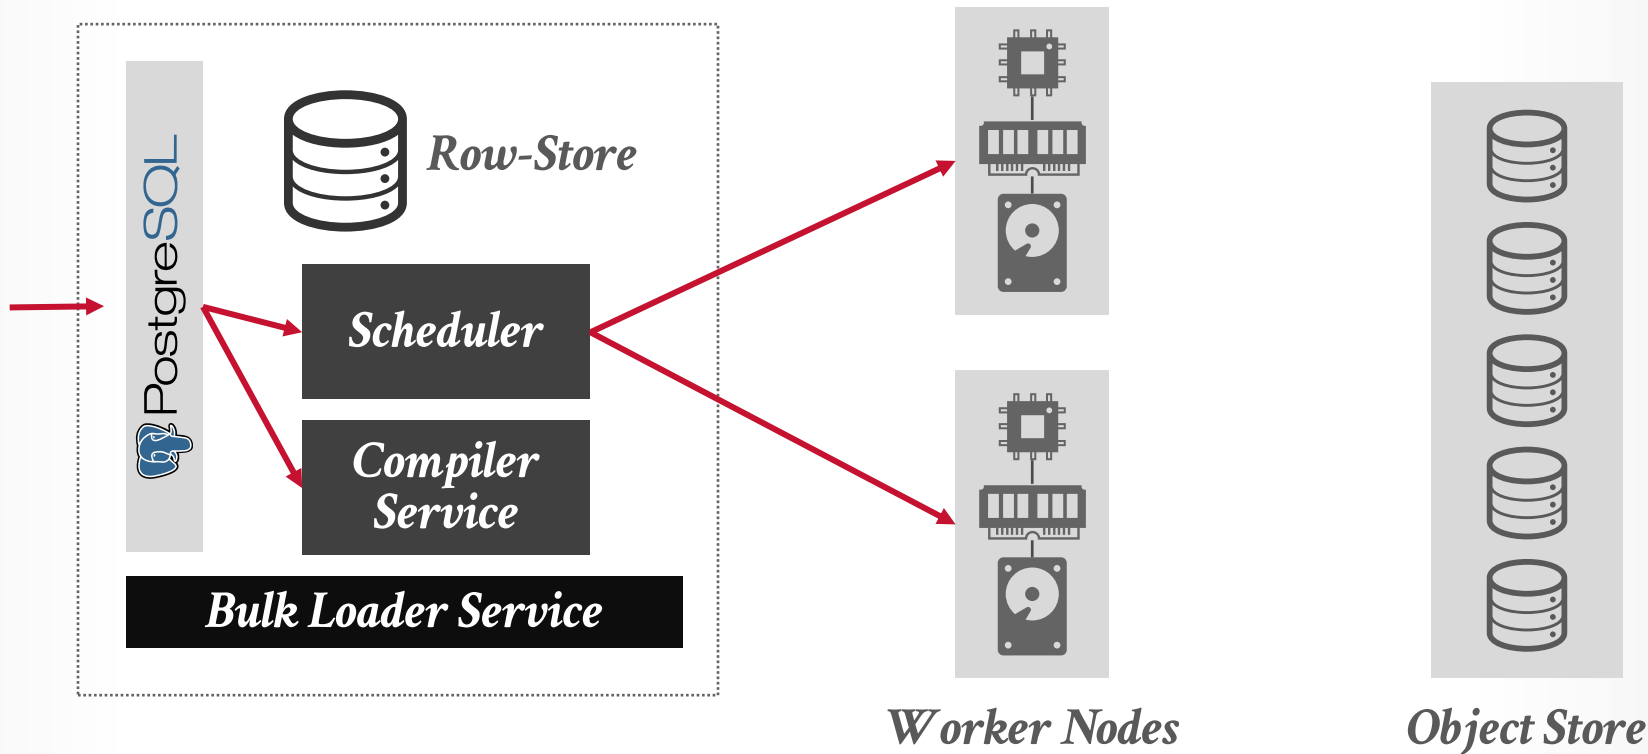 PostgreSQL
Row-Store
Scheduler
Compiler
Service
Bulk Loader Service
Worker Nodes
Object Store